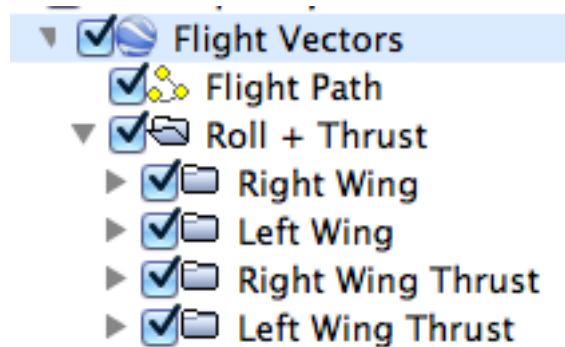 Flight Vectors
Flight Path
Roll + Thrust
Right Wing
Left Wing
Right Wing Thrust
Left Wing Thrust